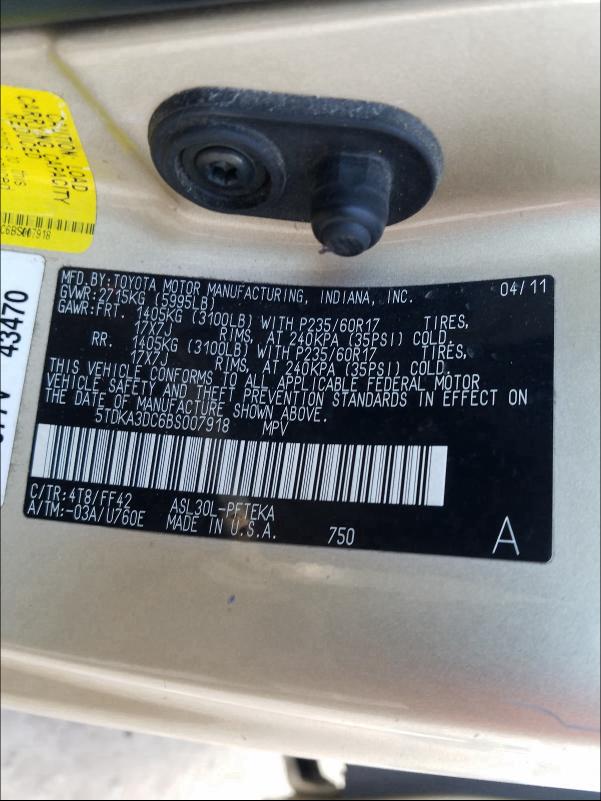 MFD.BY:TOYOTA MOTOR MANUFACTURING, INDIANA, INC. 04/11
GVWR:2715KG (5995LB)
GAWR:FRT. 1405KG (3100LB) WITH P235/60R17 TIRES,
17X7J RIMS, AT 240KPA (35PSI) COLD.
RR. 1405KG (3100LB) WITH P235/60R17 TIRES,
17X7J RIMS, AT 240KPA (35PSI) COLD.
THIS VEHICLE CONFORMS TO ALL APPLICABLE FEDERAL MOTOR
VEHICLE SAFETY AND THEFT PREVENTION STANDARDS IN EFFECT ON
THE DATE OF MANUFACTURE SHOWN ABOVE.
5TDKA3DC6BS007918 MPV
C/TR:4T8/FF42 ASL30L-PFTEKA
A/TM:-03A/U760E MADE IN U.S.A. 750 A
43470
LOAD
CAPACITY
C6BS007918